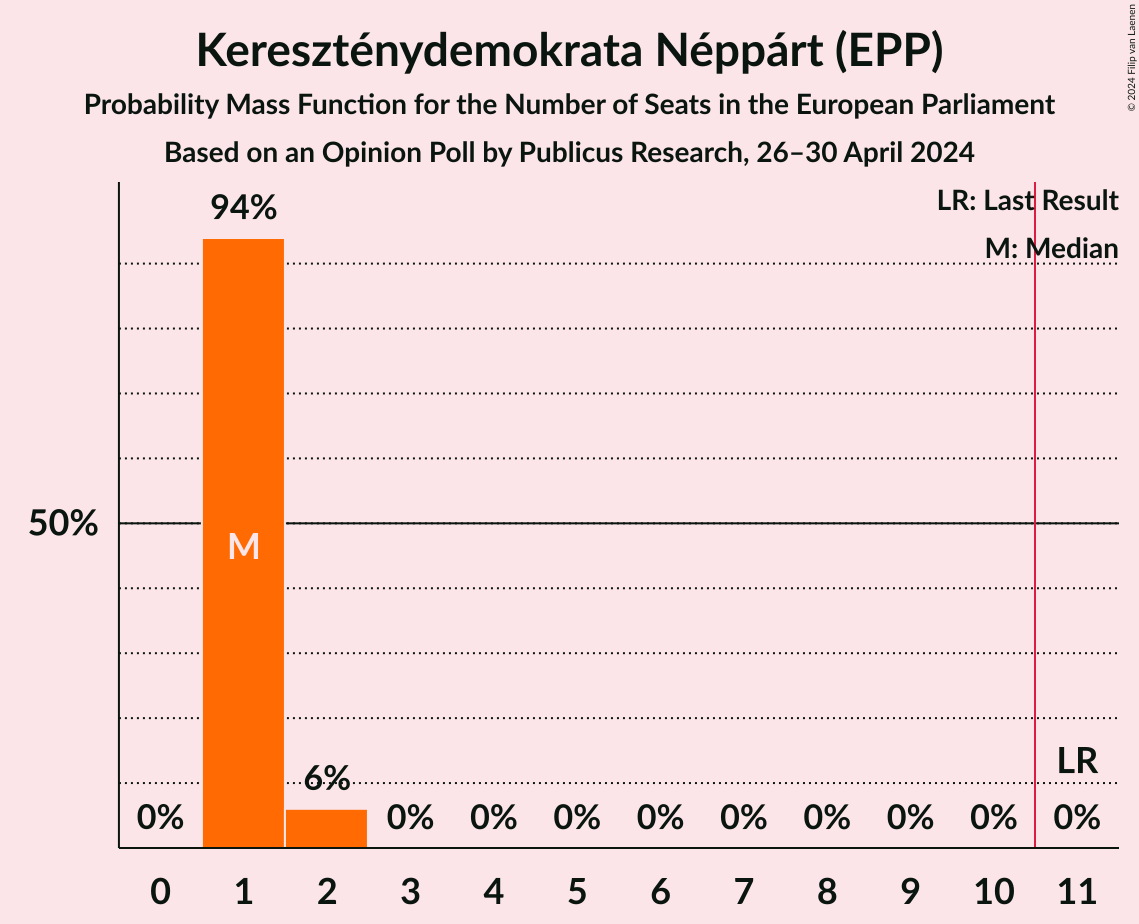 Kereszténydemokrata Néppárt (EPP)
Probability Mass Function for the Number of Seats in the European Parliament
Based on an Opinion Poll by Publicus Research, 26–30 April 2024
© 2024 Filip van Laenen
LR: Last Result
M: Median
94%
50%
M
6%
LR
0% 0% 0% 0% 0% 0% 0% 0% 0% 0%
0 1 2 3 4 5 6 7 8 9 10 11